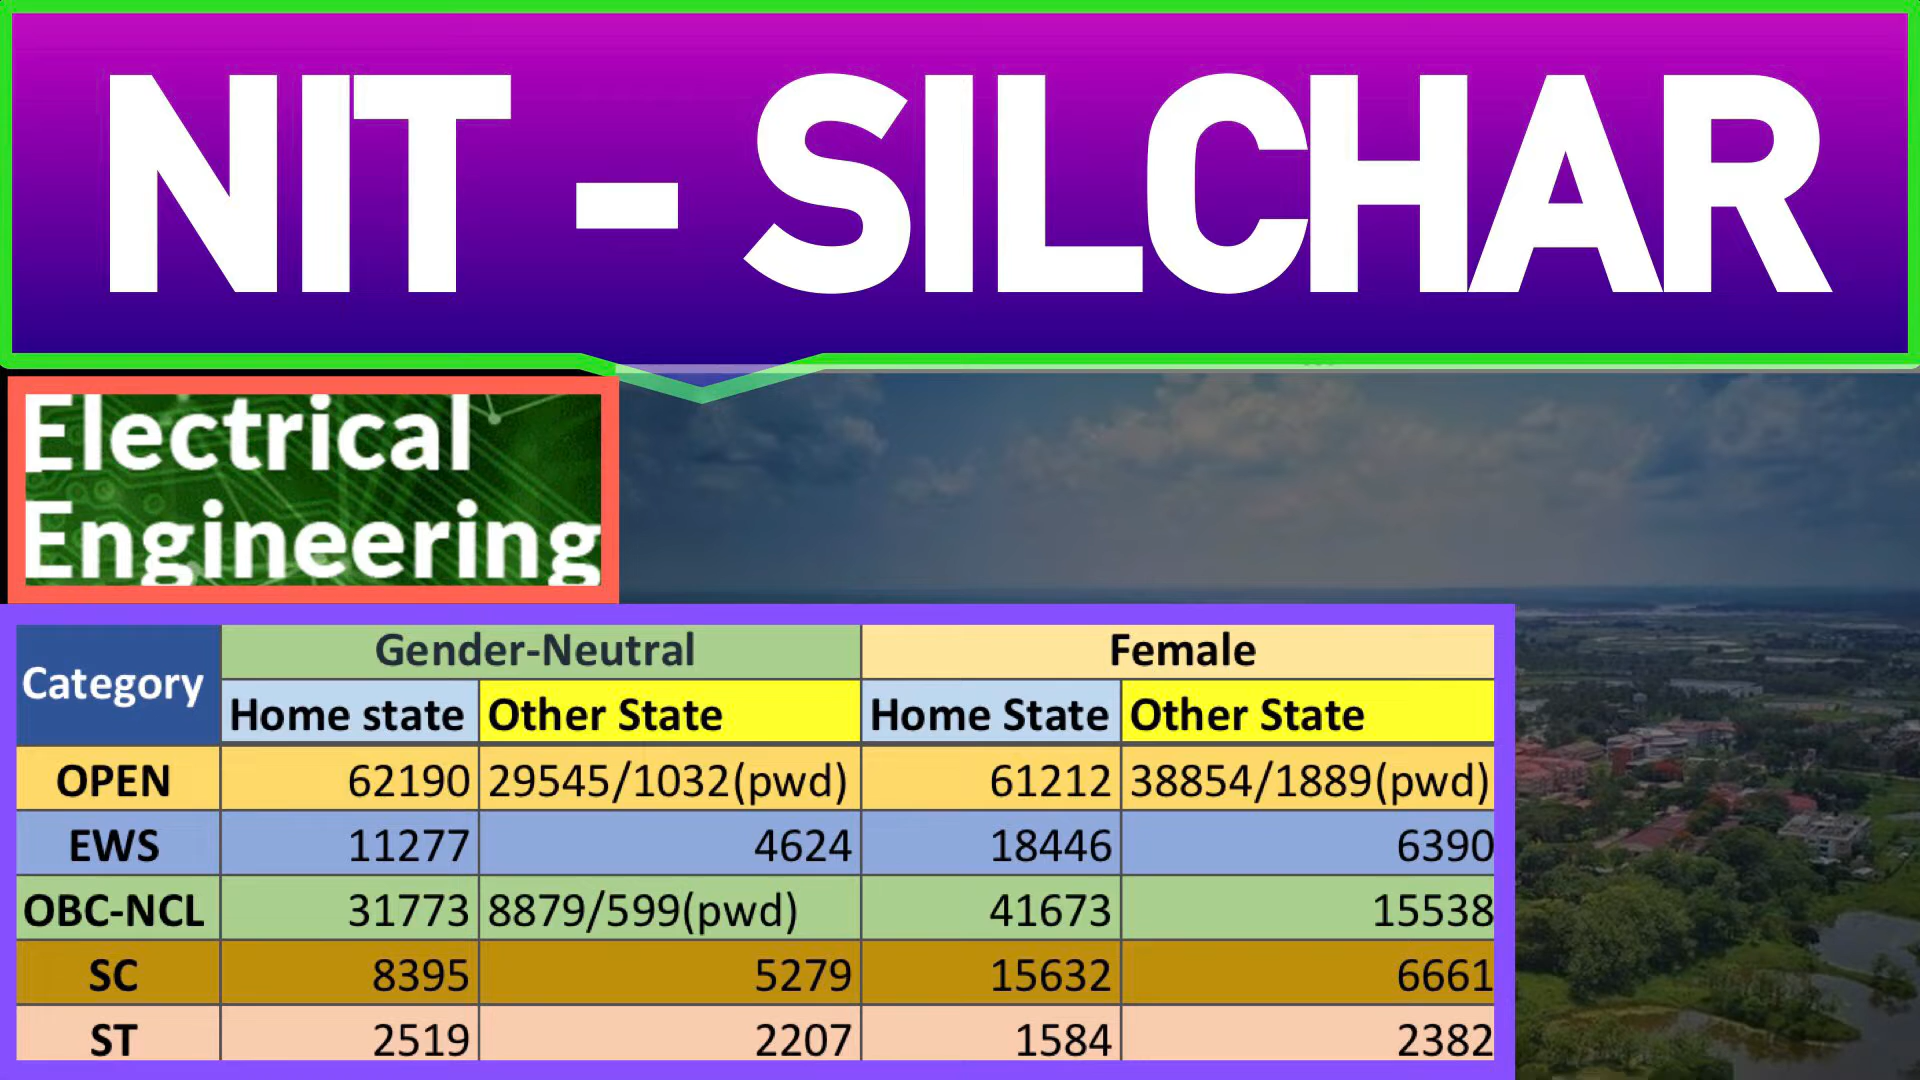 NIT - SILCHAR
Electrical
Engineering
Category Gender-Neutral Female
Home state Other State Home State Other State
OPEN 62190 29545/1032(pwd) 61212 38854/1889(pwd)
EWS 11277 4624 18446 6390
OBC-NCL 31773 8879/599(pwd) 41673 15538
SC 8395 5279 15632 6661
ST 2519 2207 1584 2382